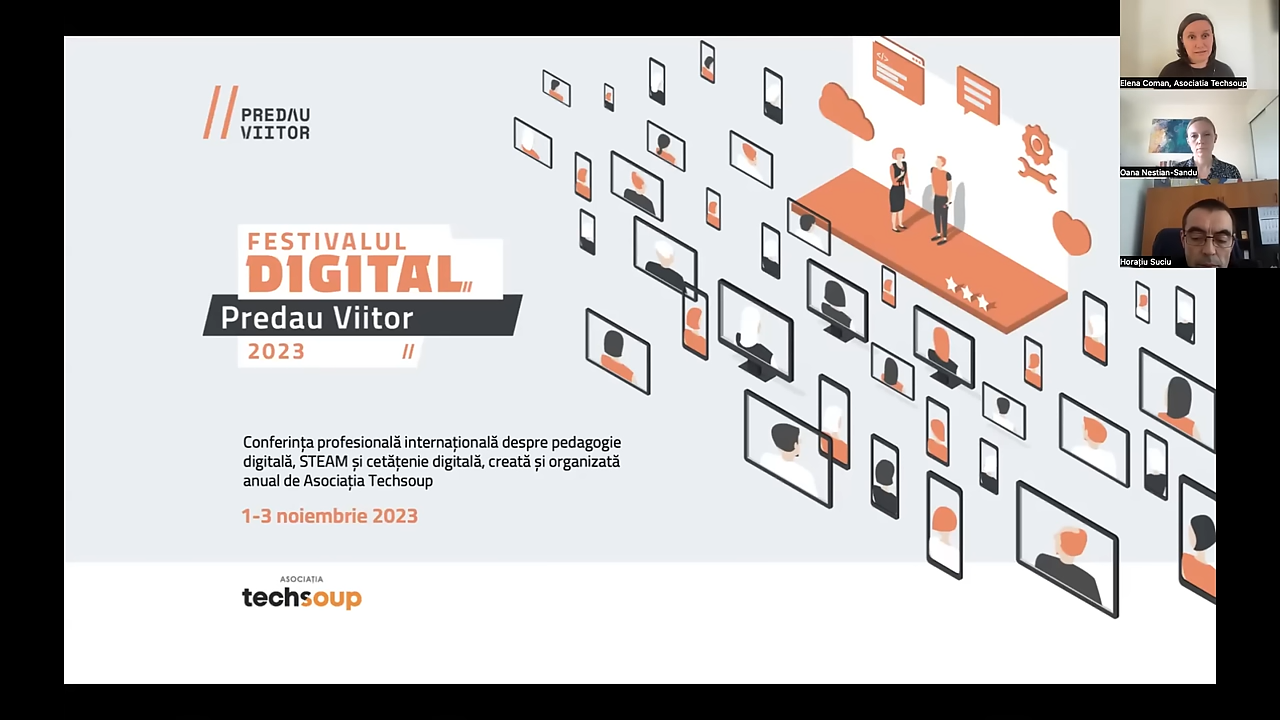 PREDAU
VIITOR
FESTIVALUL
DIGITAL
Predau Viitor
2023
Conferința profesională internațională despre pedagogie
digitală, STEAM și cetățenie digitală, creată și organizată
anual de Asociația Techsoup
1-3 noiembrie 2023
ASOCIAȚIA
techsoup
</>
Elena Coman, Asociatia Techsoup
Oana Nestian-Sandu
Horațiu Suciu